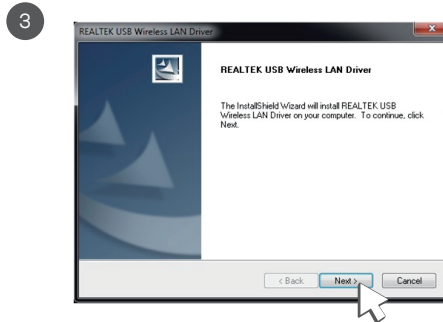 3
REALTEK USB Wireless LAN Driver
REALTEK USB Wireless LAN Driver
The InstallShield Wizard will install REALTEK USB
Wireless LAN Driver on your computer. To continue, click
Next.
< Back
Next >
Cancel